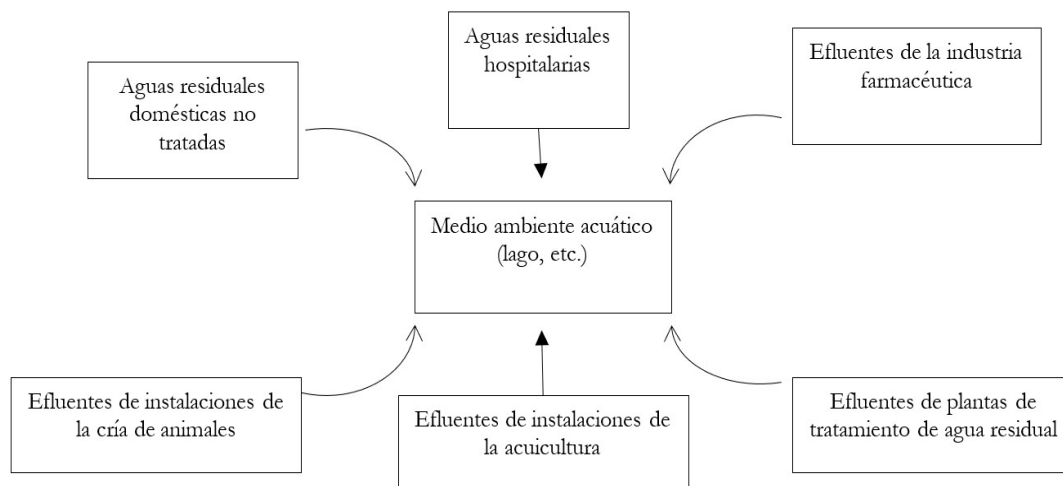 Aguas residuales
hospitalarias
Efluentes de la industria
farmacéutica
Aguas residuales
domésticas no
tratadas
Medio ambiente acuático
(lago, etc.)
Efluentes de instalaciones de
la cría de animales
Efluentes de instalaciones de
la acuicultura
Efluentes de plantas de
tratamiento de agua residual